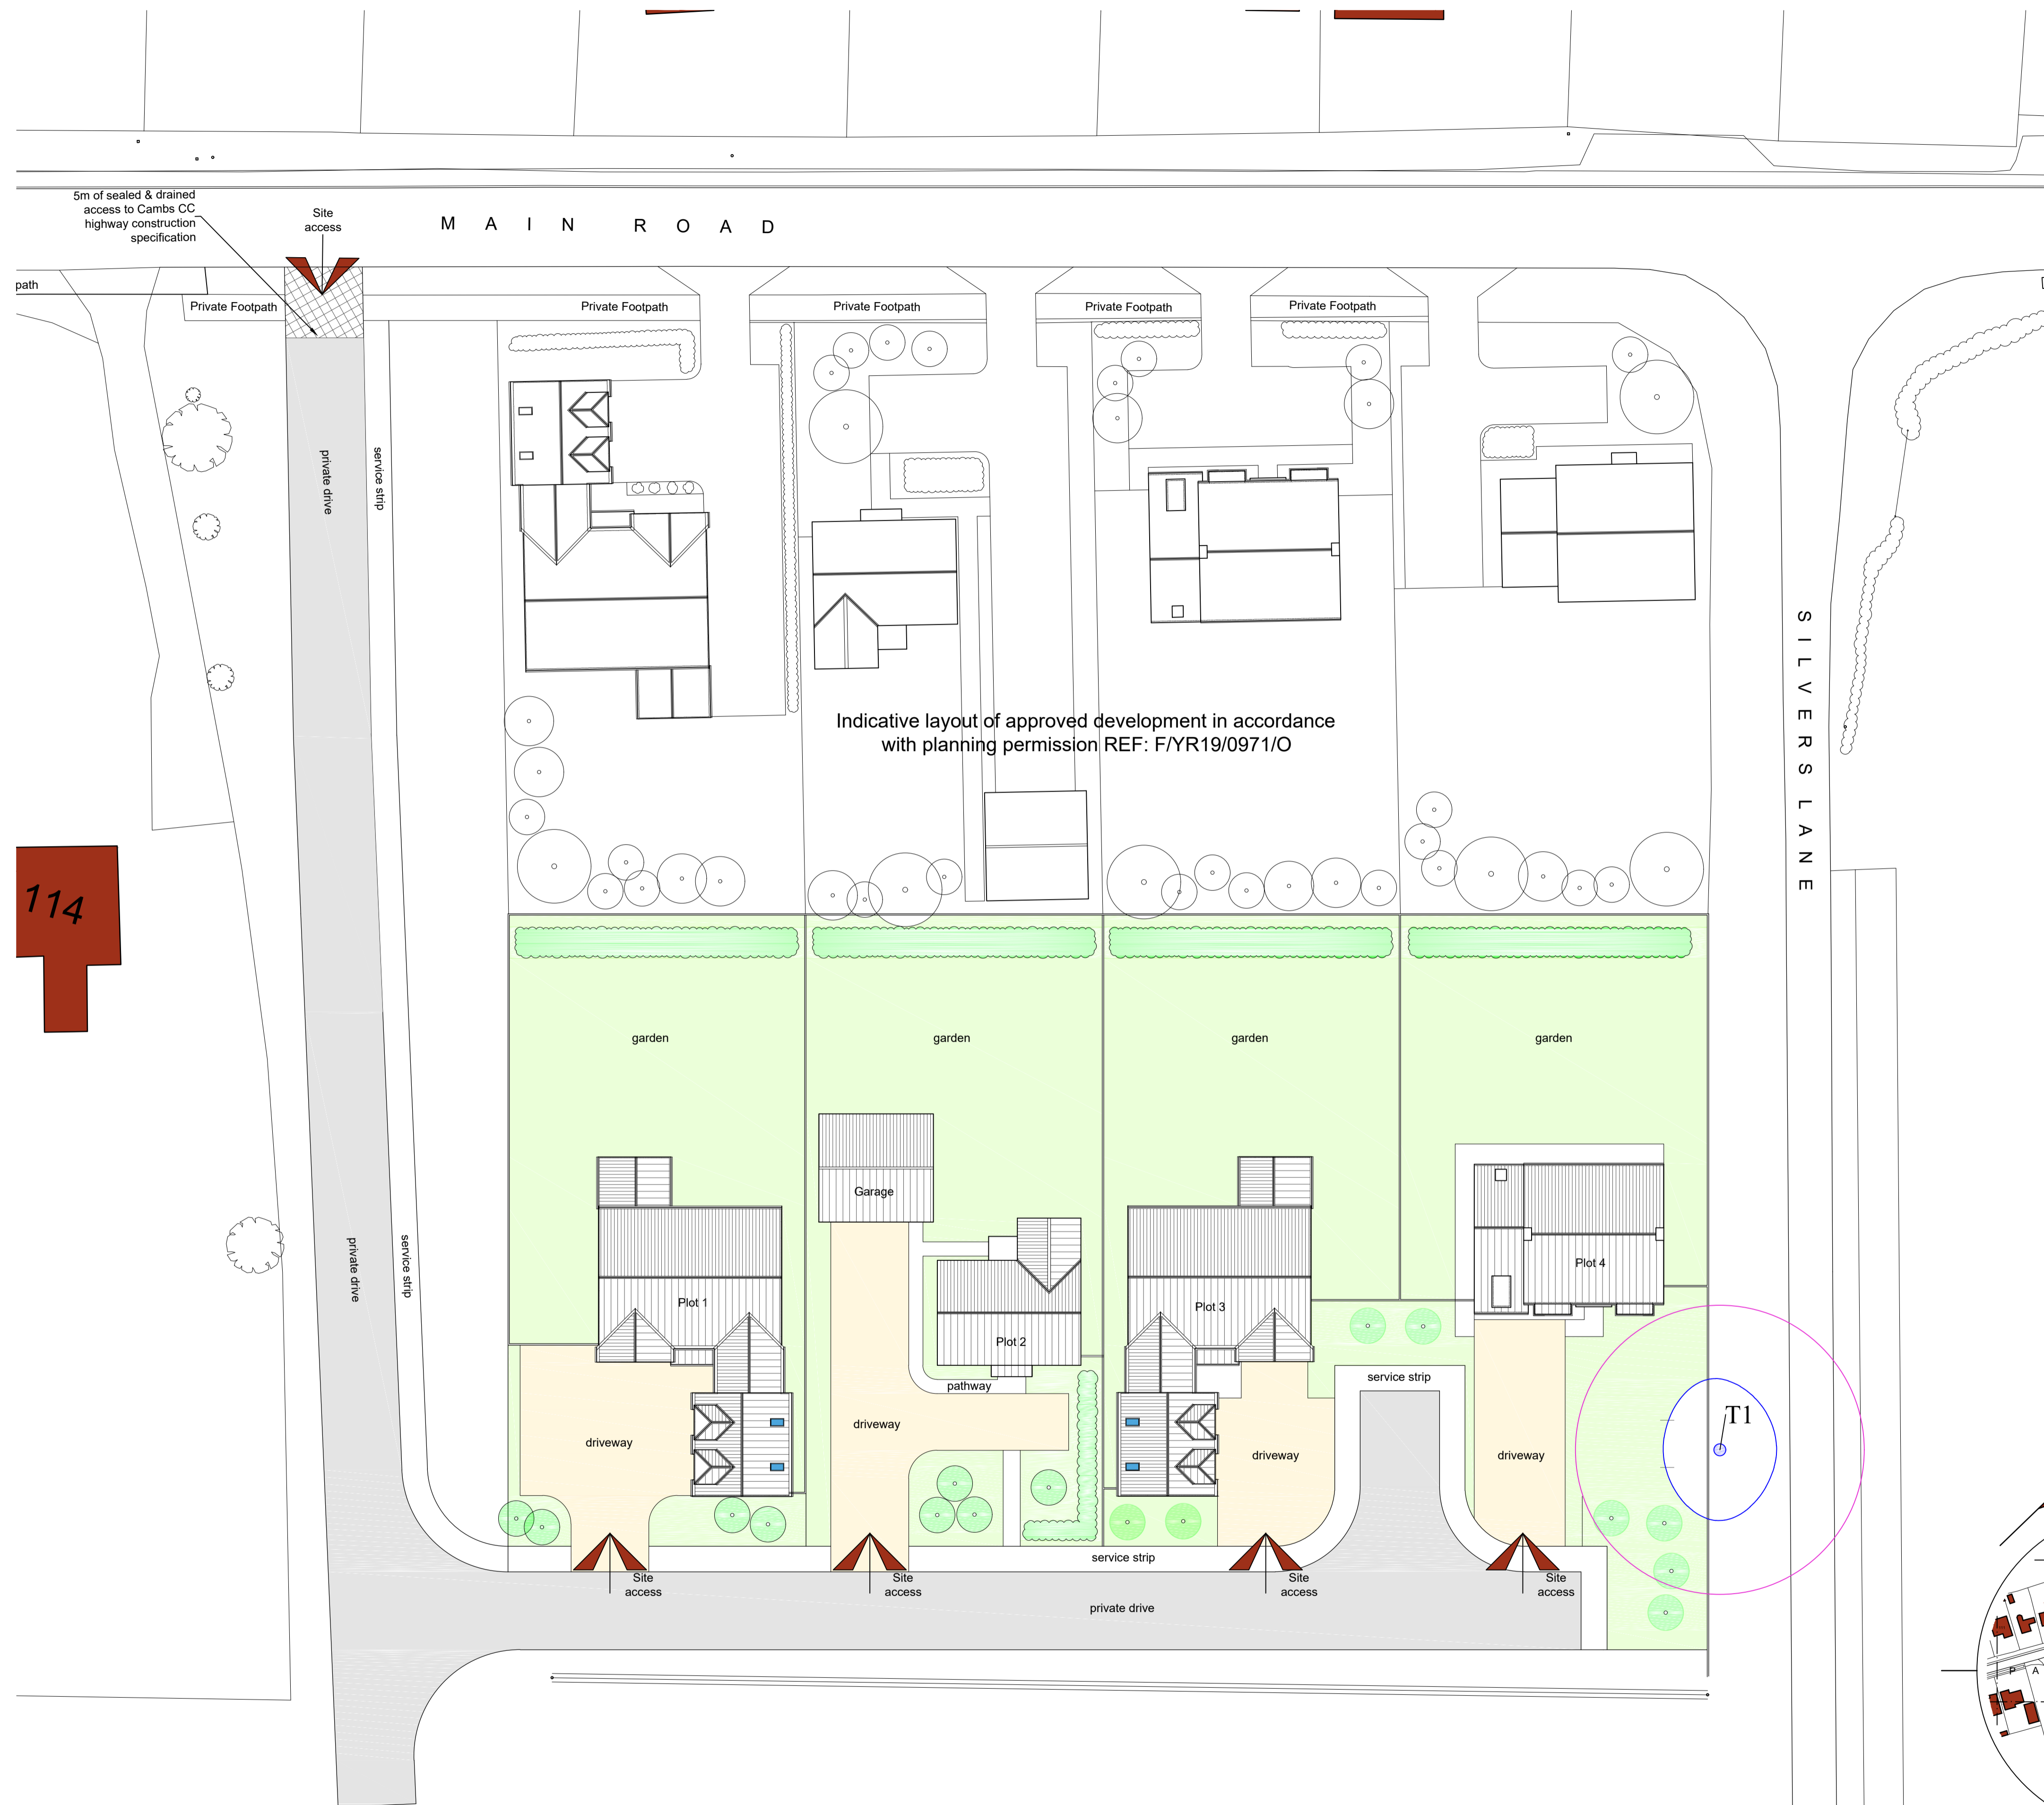 5m of sealed & drained
access to Cambs CC
highway construction
specification
Site
access
MAIN ROAD
path
Private Footpath
Private Footpath
Private Footpath
Private Footpath
Private Footpath
private drive
service strip
SILVERS LANE
Indicative layout of approved development in accordance
with planning permission REF: F/YR19/0971/O
114
garden
garden
garden
garden
Garage
private drive
service strip
Plot 1
Plot 2
Plot 3
Plot 4
pathway
service strip
T1
driveway
driveway
driveway
driveway
service strip
Site
access
Site
access
Site
access
Site
access
private drive
P A